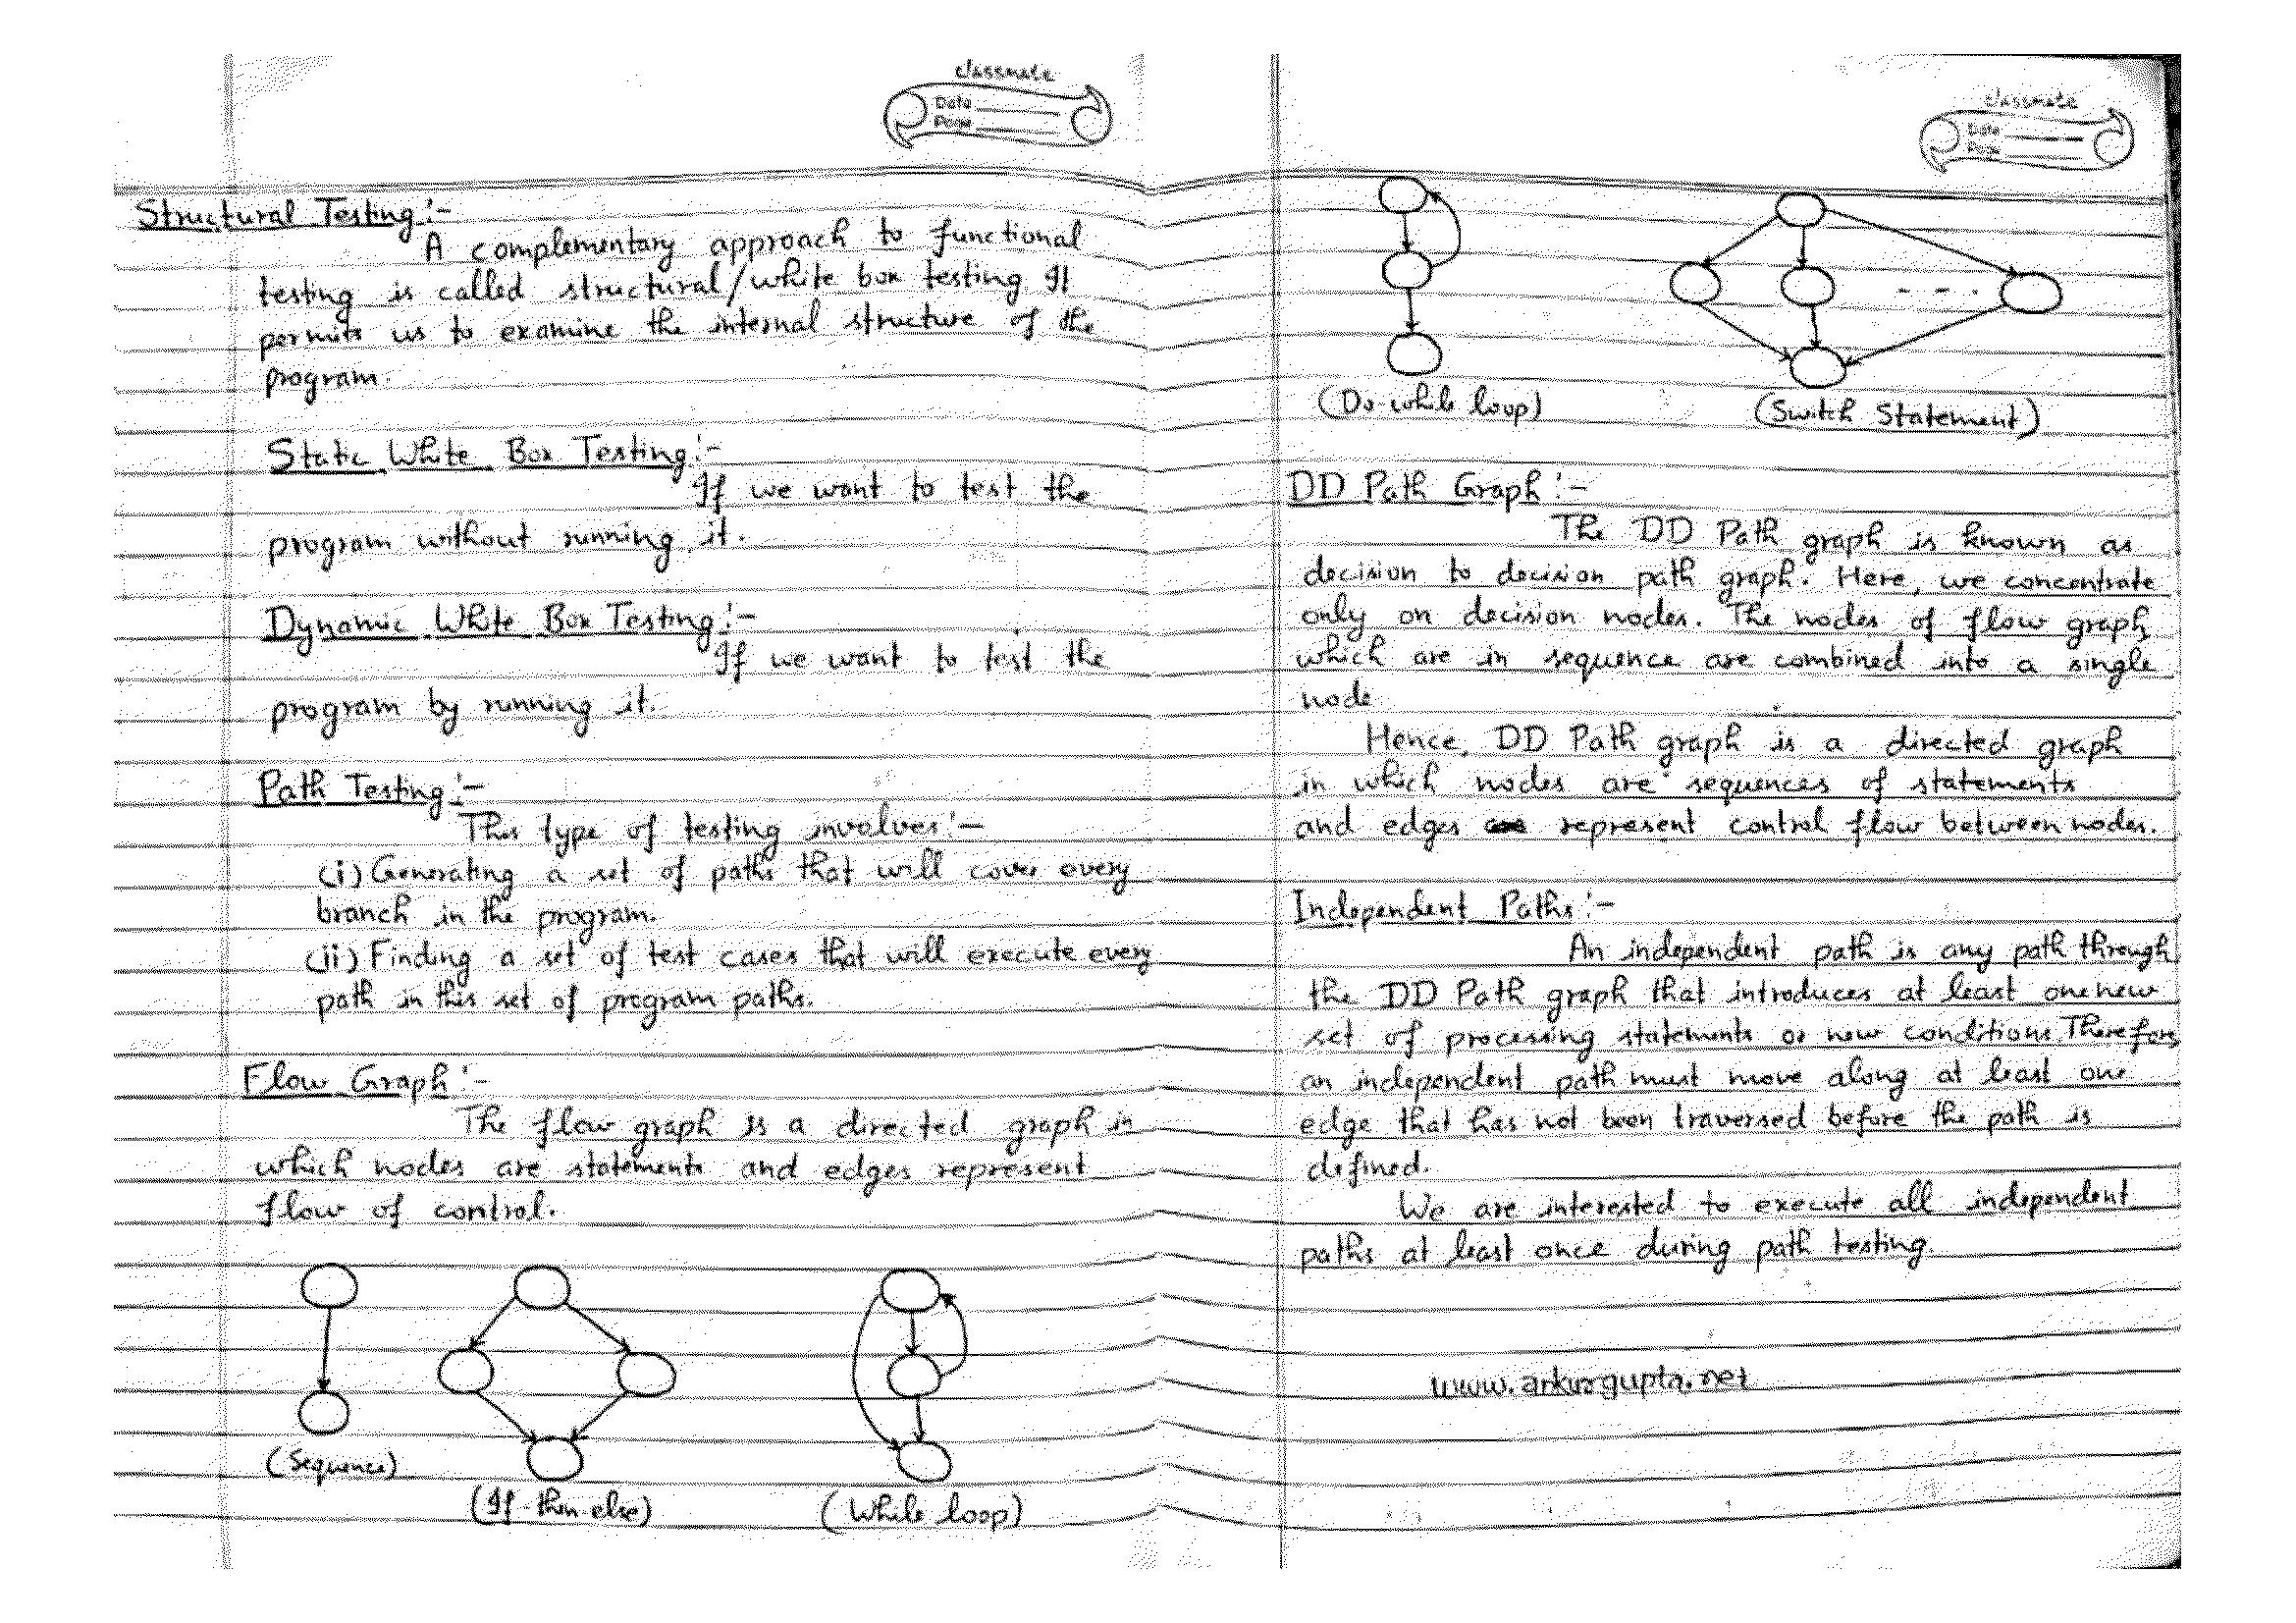 classmate
Date
Page
Structural Testing:-
A complementary approach to functional
testing is called structural/white box testing. It
permits us to examine the internal structure of the
program.
Static White Box Testing:-
If we want to test the
program without running it.
Dynamic White Box Testing:-
If we want to test the
program by running it.
Path Testing:-
This type of testing involves:-
(i) Generating a set of paths that will cover every
branch in the program.
(ii) Finding a set of test cases that will execute every
path in this set of program paths.
Flow Graph:-
The flow graph is a directed graph in
which nodes are statements and edges represent
flow of control.
(Sequence)
(If-then-else)
(While loop)
classmate
Date
Page
(Do-while loop)
(Switch Statement)
DD Path Graph:-
The DD Path graph is known as
decision to decision path graph. Here, we concentrate
only on decision nodes. The nodes of flow graph
which are in sequence are combined into a single
node.
Hence, DD Path graph is a directed graph
in which nodes are sequences of statements
and edges represent control flow between nodes.
Independent Paths:-
An independent path is any path through
the DD Path graph that introduces at least one new
set of processing statements or new conditions. Therefore,
an independent path must move along at least one
edge that has not been traversed before the path is
defined.
We are interested to execute all independent
paths at least once during path testing.
www.ankurgupta.net